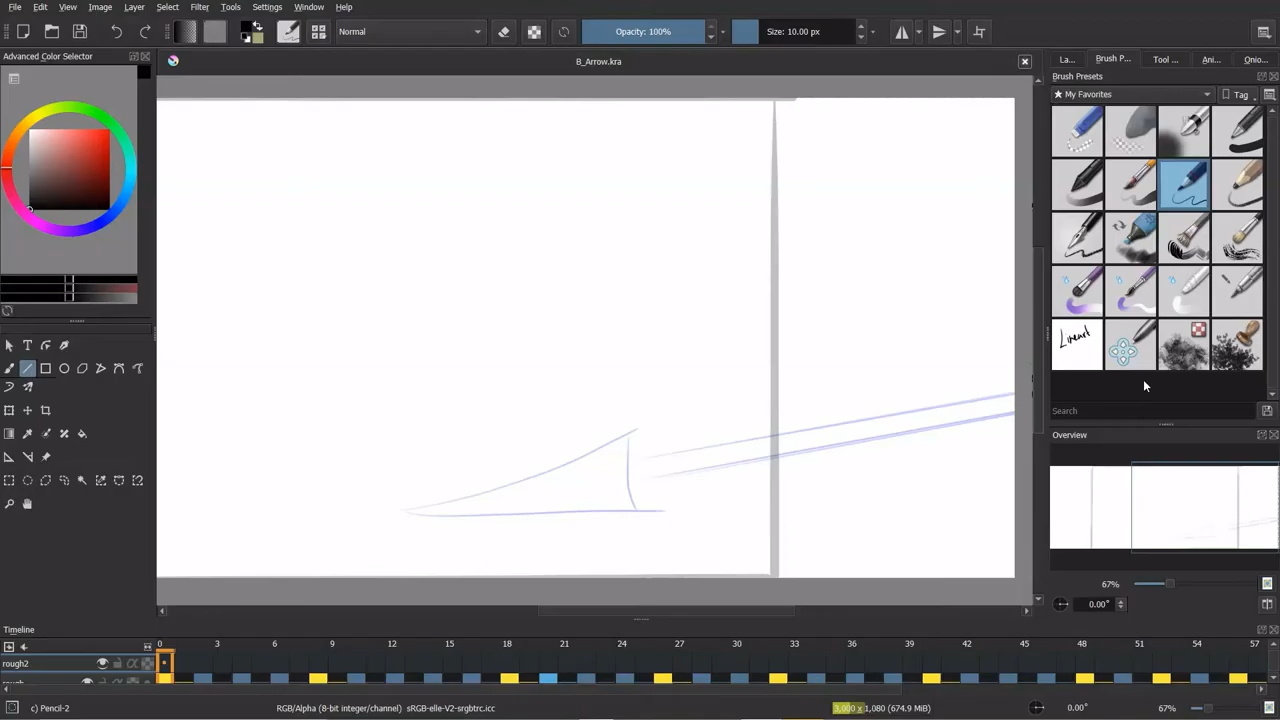 File Edit View Image Layer Select Filter Tools Settings Window Help
Normal Opacity: 100% Size: 10.00 px
Advanced Color Selector
B_Arrow.kra
La... Brush P... Tool ... Ani... Onio...
Brush Presets
My Favorites Tag
Lineart
Search
Overview
67%
0.00°
Timeline
0 3 6 9 12 15 18 21 24 27 30 33 36 39 42 45 48 51 54 57
rough2
rough
c) Pencil-2 RGB/Alpha (8-bit integer/channel) sRGB-elle-V2-srgbtrc.icc 3,000 x 1,080 (674.9 MiB) 0.00° 67%